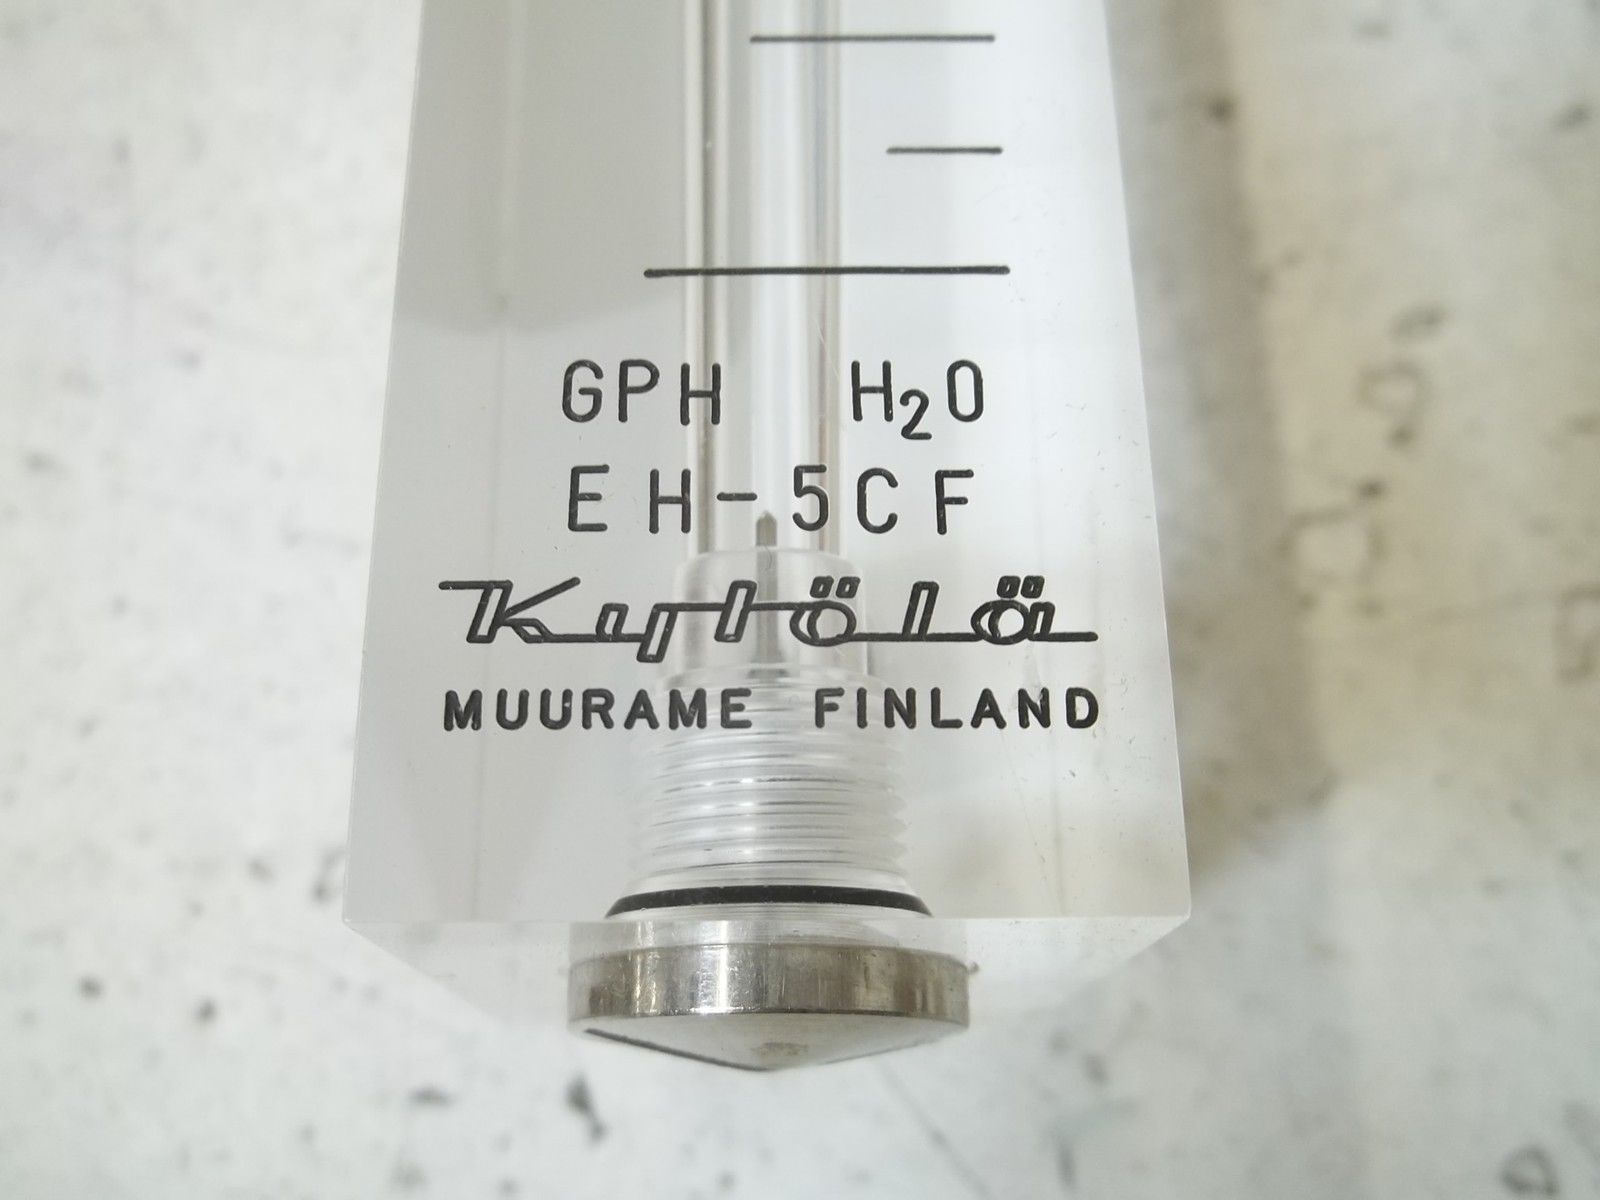 GPH H₂O
EH-5CF
Kytölä
MUURAME FINLAND